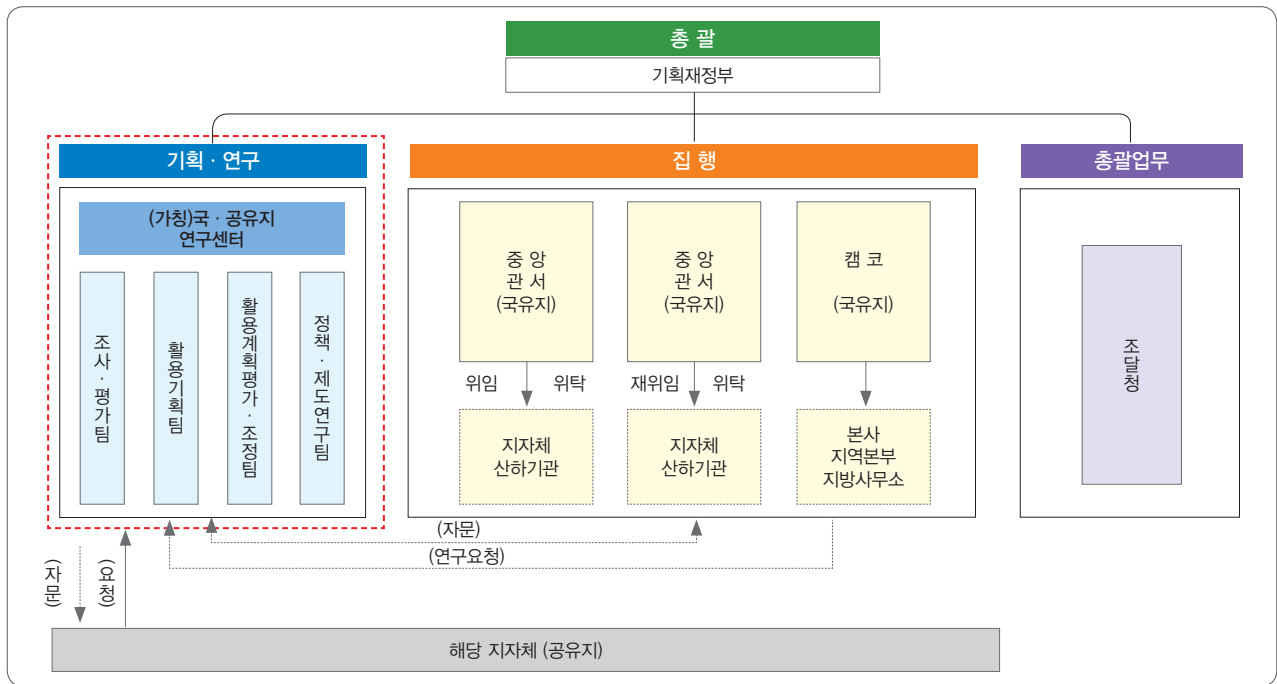 총 괄
기획재정부
기획 · 연구
(가칭)국 · 공유지
연구센터
조사 · 평가팀
활용기획팀
활용계획평가 · 조정팀
정책 · 제도연구팀
집 행
중 앙
관 서
(국유지)
중 앙
관 서
(국유지)
캠 코
(국유지)
위임
위탁
재위임
위탁
지자체
산하기관
지자체
산하기관
본사
지역본부
지방사무소
총괄업무
조달청
(자문)
(연구요청)
(자문)
(요청)
해당 지자체 (공유지)